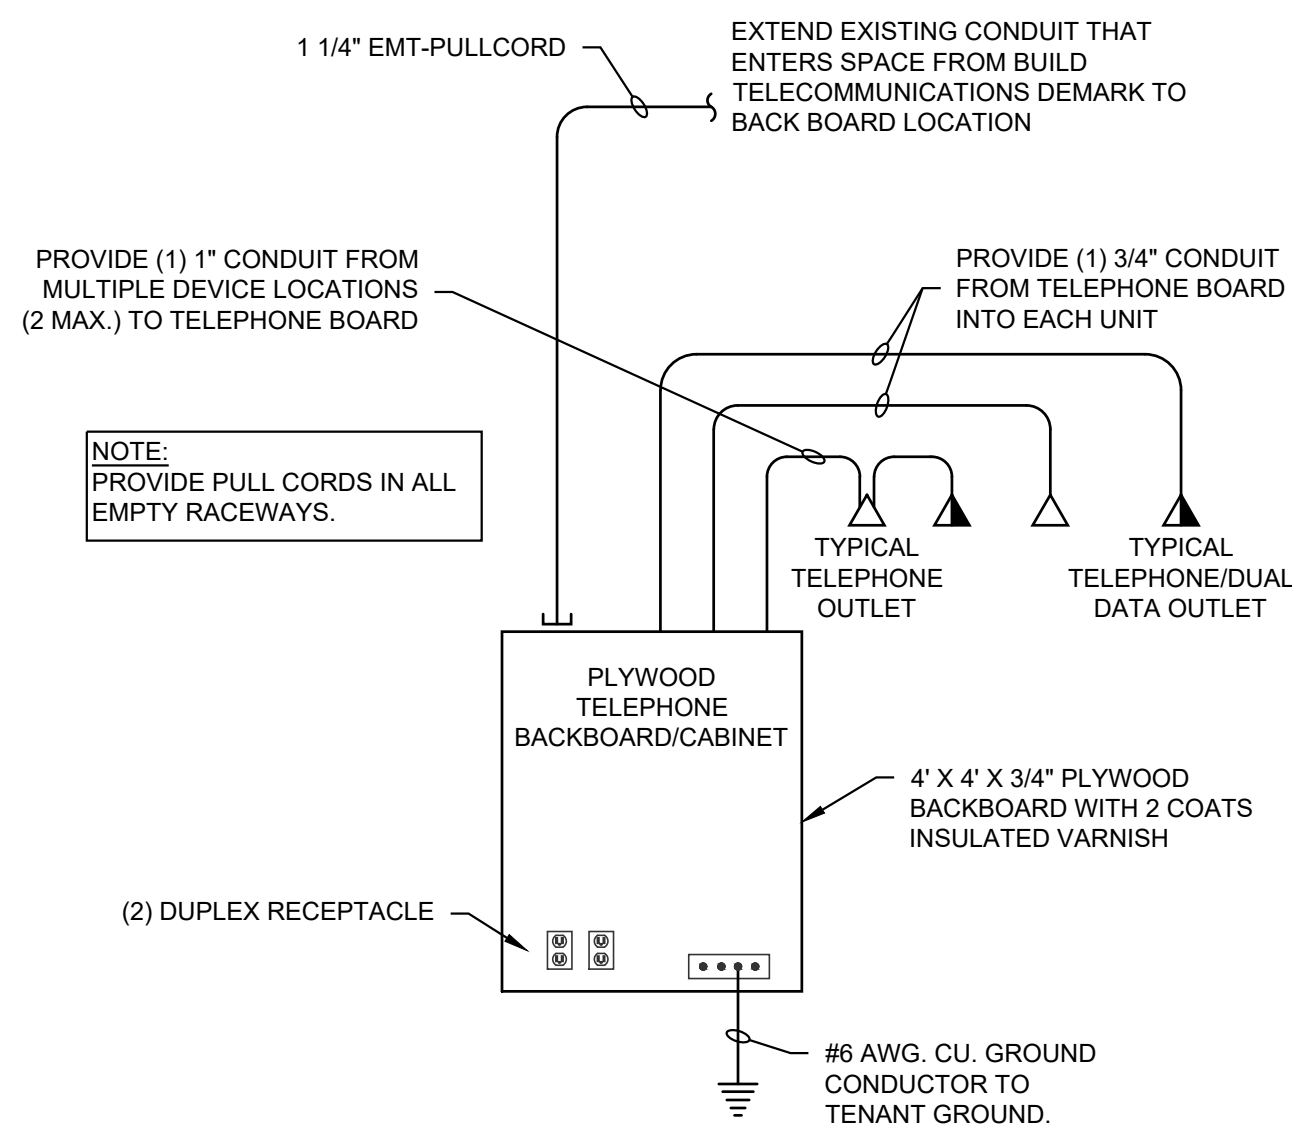 1 1/4" EMT-PULLCORD
EXTEND EXISTING CONDUIT THAT
ENTERS SPACE FROM BUILD
TELECOMMUNICATIONS DEMARK TO
BACK BOARD LOCATION
PROVIDE (1) 1" CONDUIT FROM
MULTIPLE DEVICE LOCATIONS
(2 MAX.) TO TELEPHONE BOARD
PROVIDE (1) 3/4" CONDUIT
FROM TELEPHONE BOARD
INTO EACH UNIT
NOTE:
PROVIDE PULL CORDS IN ALL
EMPTY RACEWAYS.
TYPICAL
TELEPHONE
OUTLET
TYPICAL
TELEPHONE/DUAL
DATA OUTLET
PLYWOOD
TELEPHONE
BACKBOARD/CABINET
4' X 4' X 3/4" PLYWOOD
BACKBOARD WITH 2 COATS
INSULATED VARNISH
(2) DUPLEX RECEPTACLE
#6 AWG. CU. GROUND
CONDUCTOR TO
TENANT GROUND.